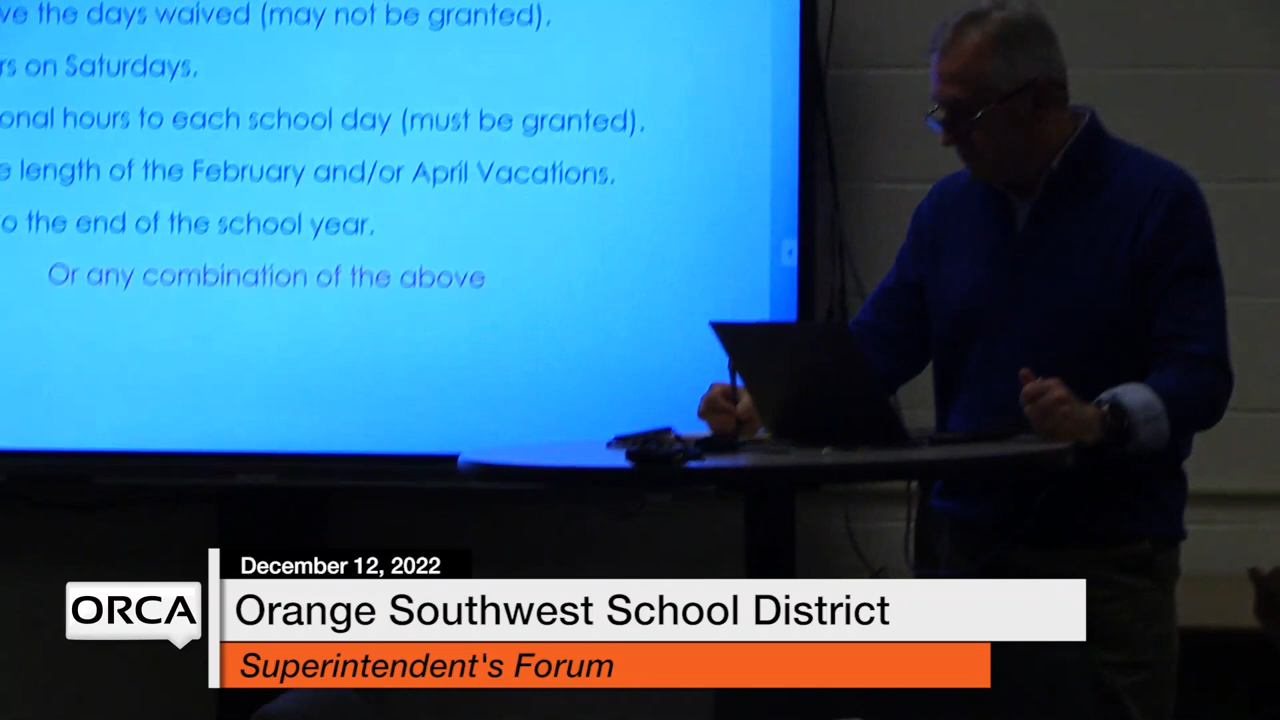 ve the days waived (may not be granted).
rs on Saturdays.
onal hours to each school day (must be granted).
e length of the February and/or April Vacations.
o the end of the school year.
Or any combination of the above
December 12, 2022
ORCA
Orange Southwest School District
Superintendent's Forum